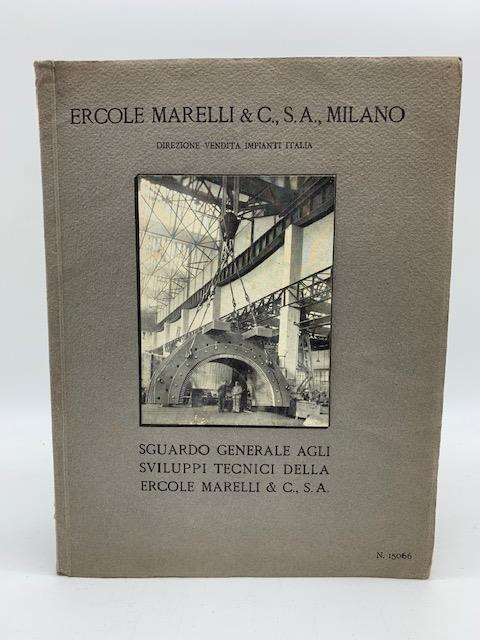 ERCOLE MARELLI & C., S.A., MILANO
DIREZIONE VENDITA IMPIANTI ITALIA
SGUARDO GENERALE AGLI
SVILUPPI TECNICI DELLA
ERCOLE MARELLI & C., S.A.
N. 15066